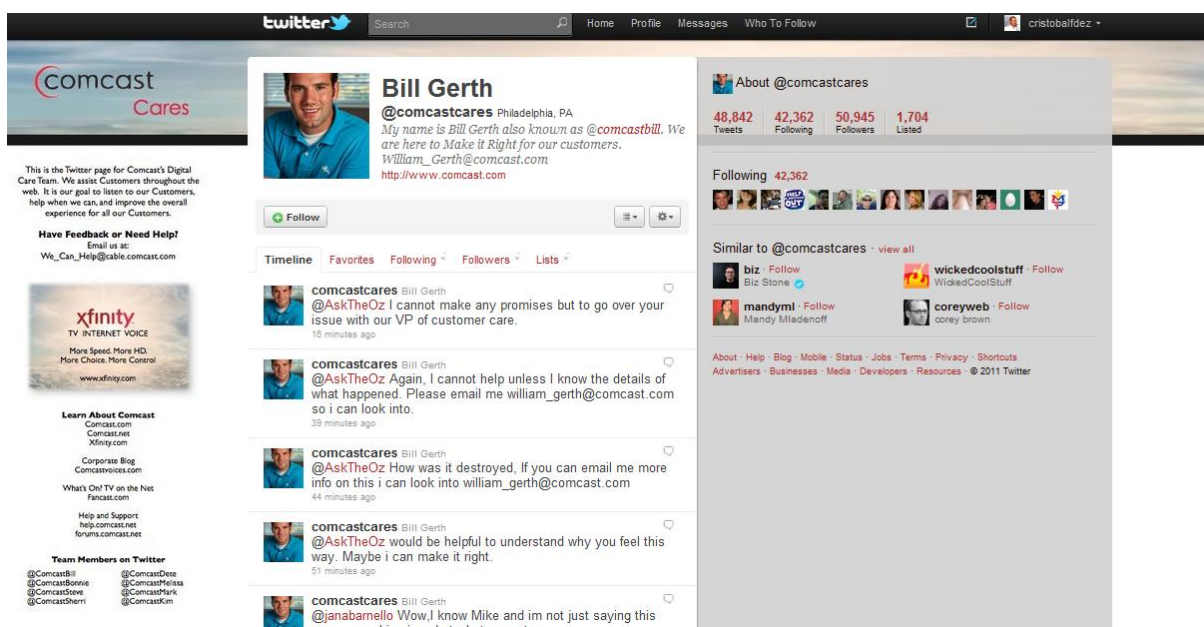 twitter
Search
Home Profile Messages Who To Follow
cristobalfdez
comcast
Cares
This is the Twitter page for Comcast's Digital
Care Team. We assist Customers throughout the
web. It is our goal to listen to our Customers,
help when we can, and improve the overall
experience for all our Customers.
Have Feedback or Need Help?
Email us at:
We_Can_Help@cable.comcast.com
xfinity
TV INTERNET VOICE
More Speed. More HD.
More Choice. More Control
www.xfinity.com
Learn About Comcast
Comcast.com
Comcast.net
Xfinity.com
Corporate Blog
Comcastvoices.com
What's On? TV on the Net
Fancast.com
Help and Support
help.comcast.net
forums.comcast.net
Team Members on Twitter
@ComcastBill @ComcastDete
@ComcastBonnie @ComcastMelissa
@ComcastSteve @ComcastMark
@ComcastSherri @ComcastKim
Bill Gerth
@comcastcares Philadelphia, PA
My name is Bill Gerth also known as @comcastbill. We
are here to Make it Right for our customers.
William_Gerth@comcast.com
http://www.comcast.com
Follow
Timeline Favorites Following Followers Lists
comcastcares Bill Gerth
@AskTheOz I cannot make any promises but to go over your
issue with our VP of customer care.
16 minutes ago
comcastcares Bill Gerth
@AskTheOz Again, I cannot help unless I know the details of
what happened. Please email me william_gerth@comcast.com
so i can look into.
39 minutes ago
comcastcares Bill Gerth
@AskTheOz How was it destroyed, If you can email me more
info on this i can look into william_gerth@comcast.com
44 minutes ago
comcastcares Bill Gerth
@AskTheOz would be helpful to understand why you feel this
way. Maybe i can make it right.
51 minutes ago
comcastcares Bill Gerth
@janabarnello Wow,I know Mike and im not just saying this
About @comcastcares
48,842 42,362 50,945 1,704
Tweets Following Followers Listed
Following 42,362
Similar to @comcastcares · view all
biz · Follow
Biz Stone
wickedcoolstuff · Follow
WickedCoolStuff
mandyml · Follow
Mandy Mladenoff
coreyweb · Follow
corey brown
About · Help · Blog · Mobile · Status · Jobs · Terms · Privacy · Shortcuts
Advertisers · Businesses · Media · Developers · Resources · © 2011 Twitter